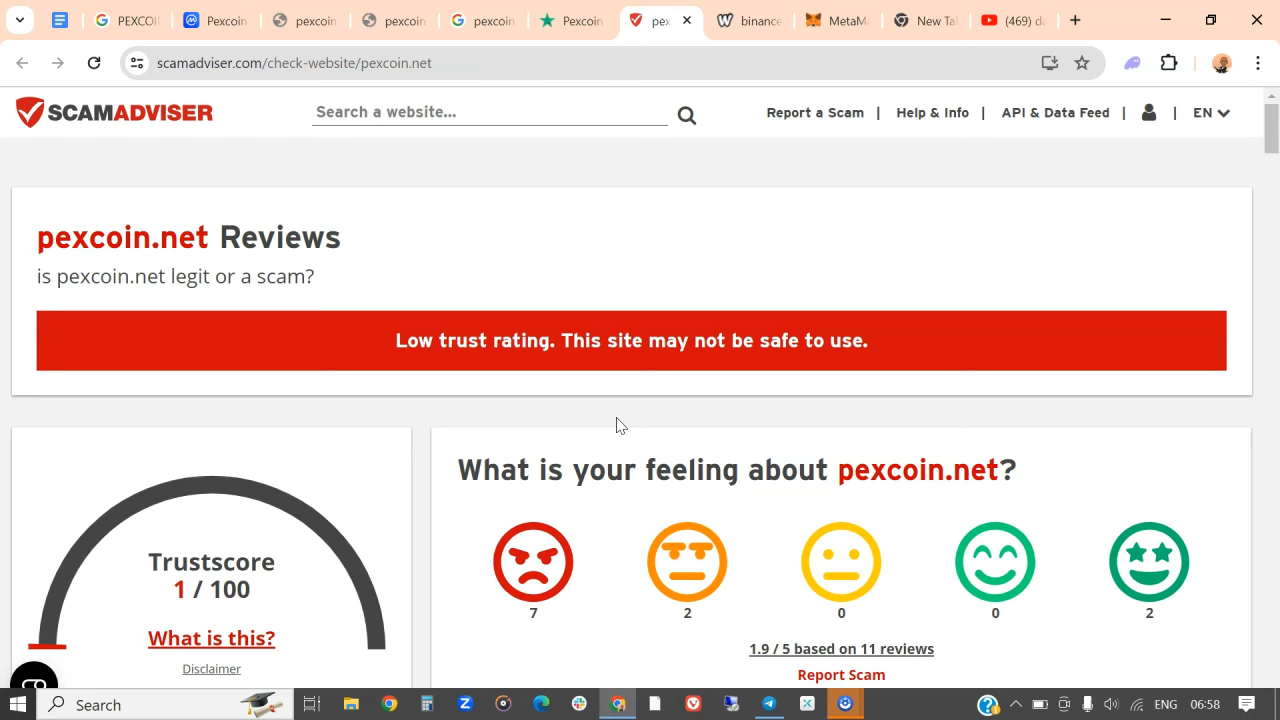 PEXCOI
Pexcoin
pexcoin
pexcoin
pexcoin
Pexcoin
pex
binance
MetaMa
New Tab
(469) d
scamadviser.com/check-website/pexcoin.net
SCAMADVISER
Search a website...
Report a Scam | Help & Info | API & Data Feed | | EN
pexcoin.net Reviews
is pexcoin.net legit or a scam?
Low trust rating. This site may not be safe to use.
Trustscore
1 / 100
What is this?
Disclaimer
What is your feeling about pexcoin.net?
7 2 0 0 2
1.9 / 5 based on 11 reviews
Report Scam
Search
ENG 06:58